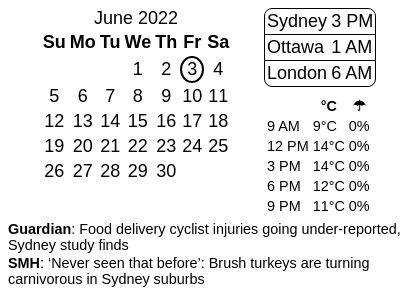 June 2022
Su Mo Tu We Th Fr Sa
1 2 3 4
5 6 7 8 9 10 11
12 13 14 15 16 17 18
19 20 21 22 23 24 25
26 27 28 29 30
Sydney 3 PM
Ottawa 1 AM
London 6 AM
°C ☂
9 AM 9°C 0%
12 PM 14°C 0%
3 PM 14°C 0%
6 PM 12°C 0%
9 PM 11°C 0%
Guardian: Food delivery cyclist injuries going under-reported,
Sydney study finds
SMH: ‘Never seen that before’: Brush turkeys are turning
carnivorous in Sydney suburbs